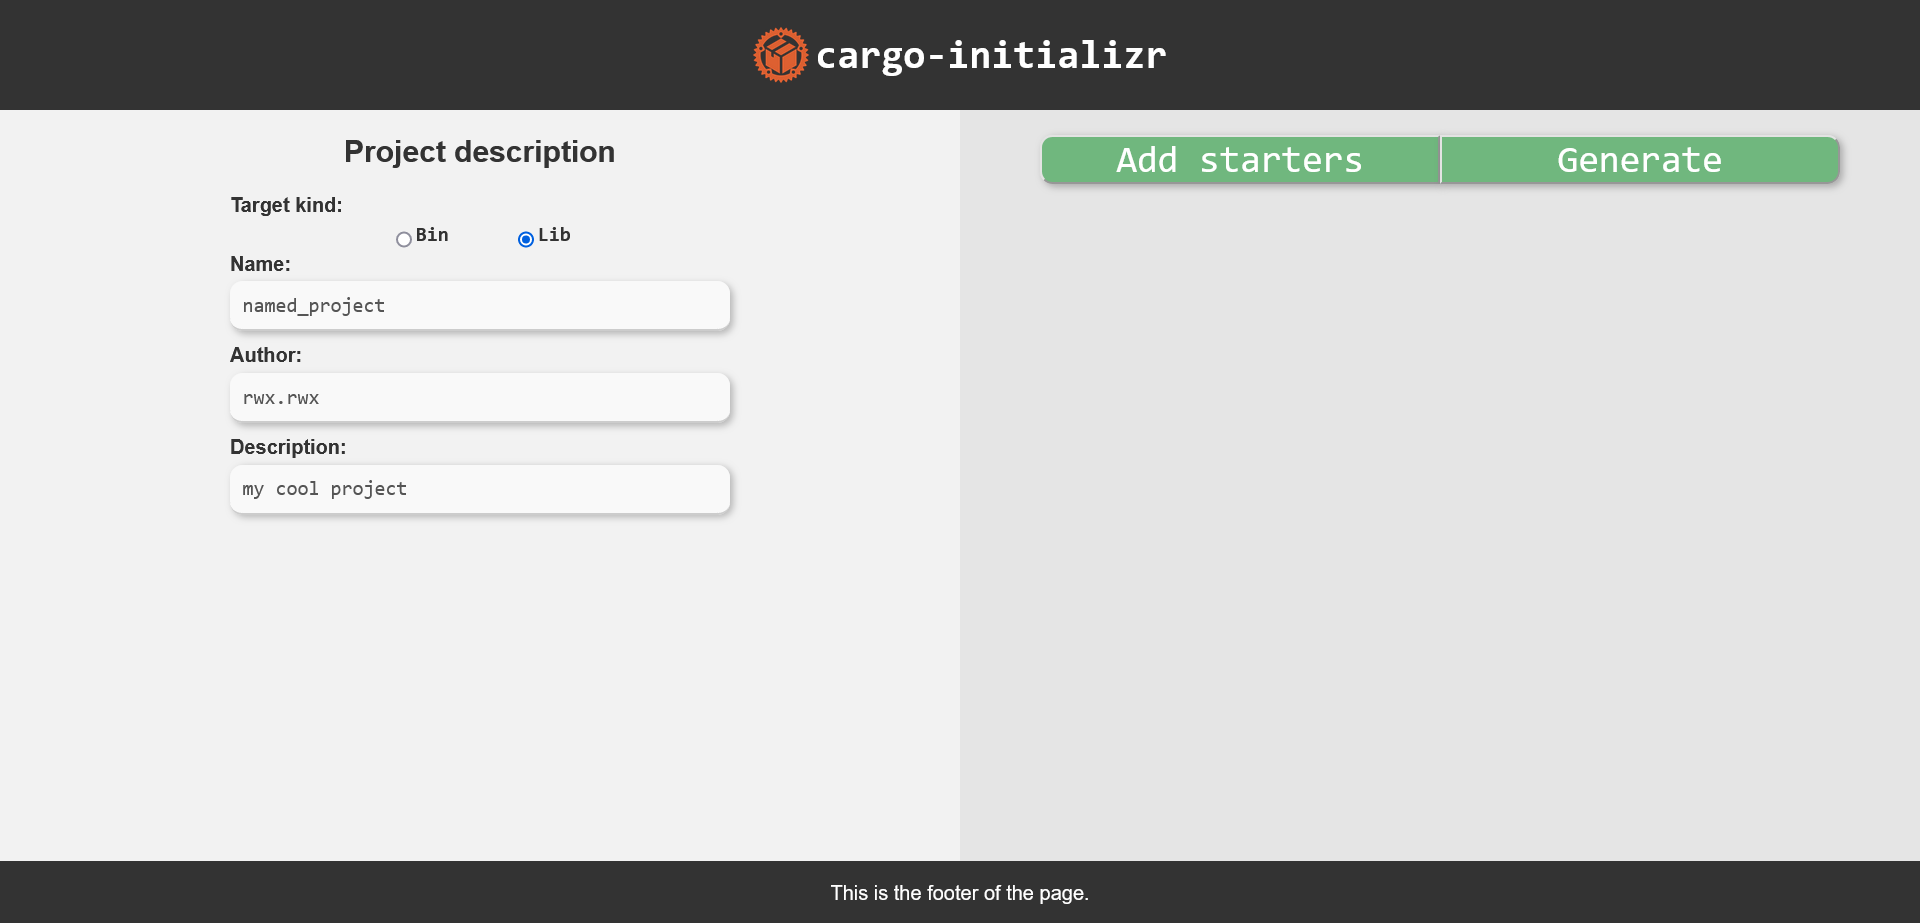 cargo-initializr
Project description
Target kind:
Bin Lib
Name:
named_project
Author:
rwx.rwx
Description:
my cool project
Add starters Generate
This is the footer of the page.